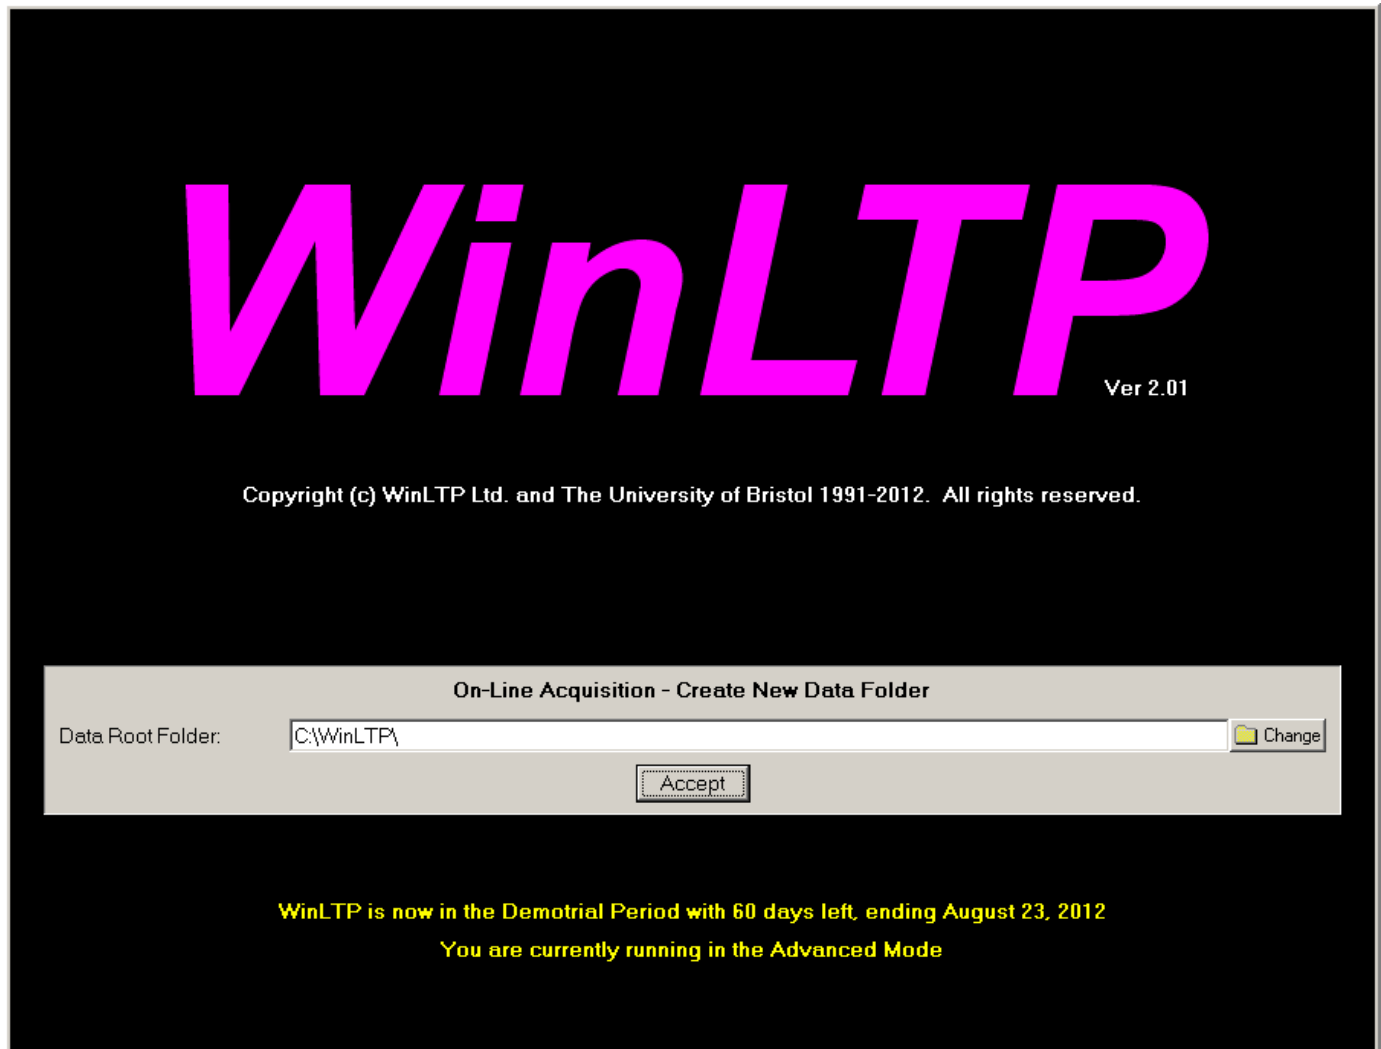 WinLTP
Ver 2.01
Copyright (c) WinLTP Ltd. and The University of Bristol 1991-2012.  All rights reserved.
On-Line Acquisition - Create New Data Folder
Data Root Folder: C:\WinLTP\ Change
Accept
WinLTP is now in the Demotrial Period with 60 days left, ending August 23, 2012
You are currently running in the Advanced Mode